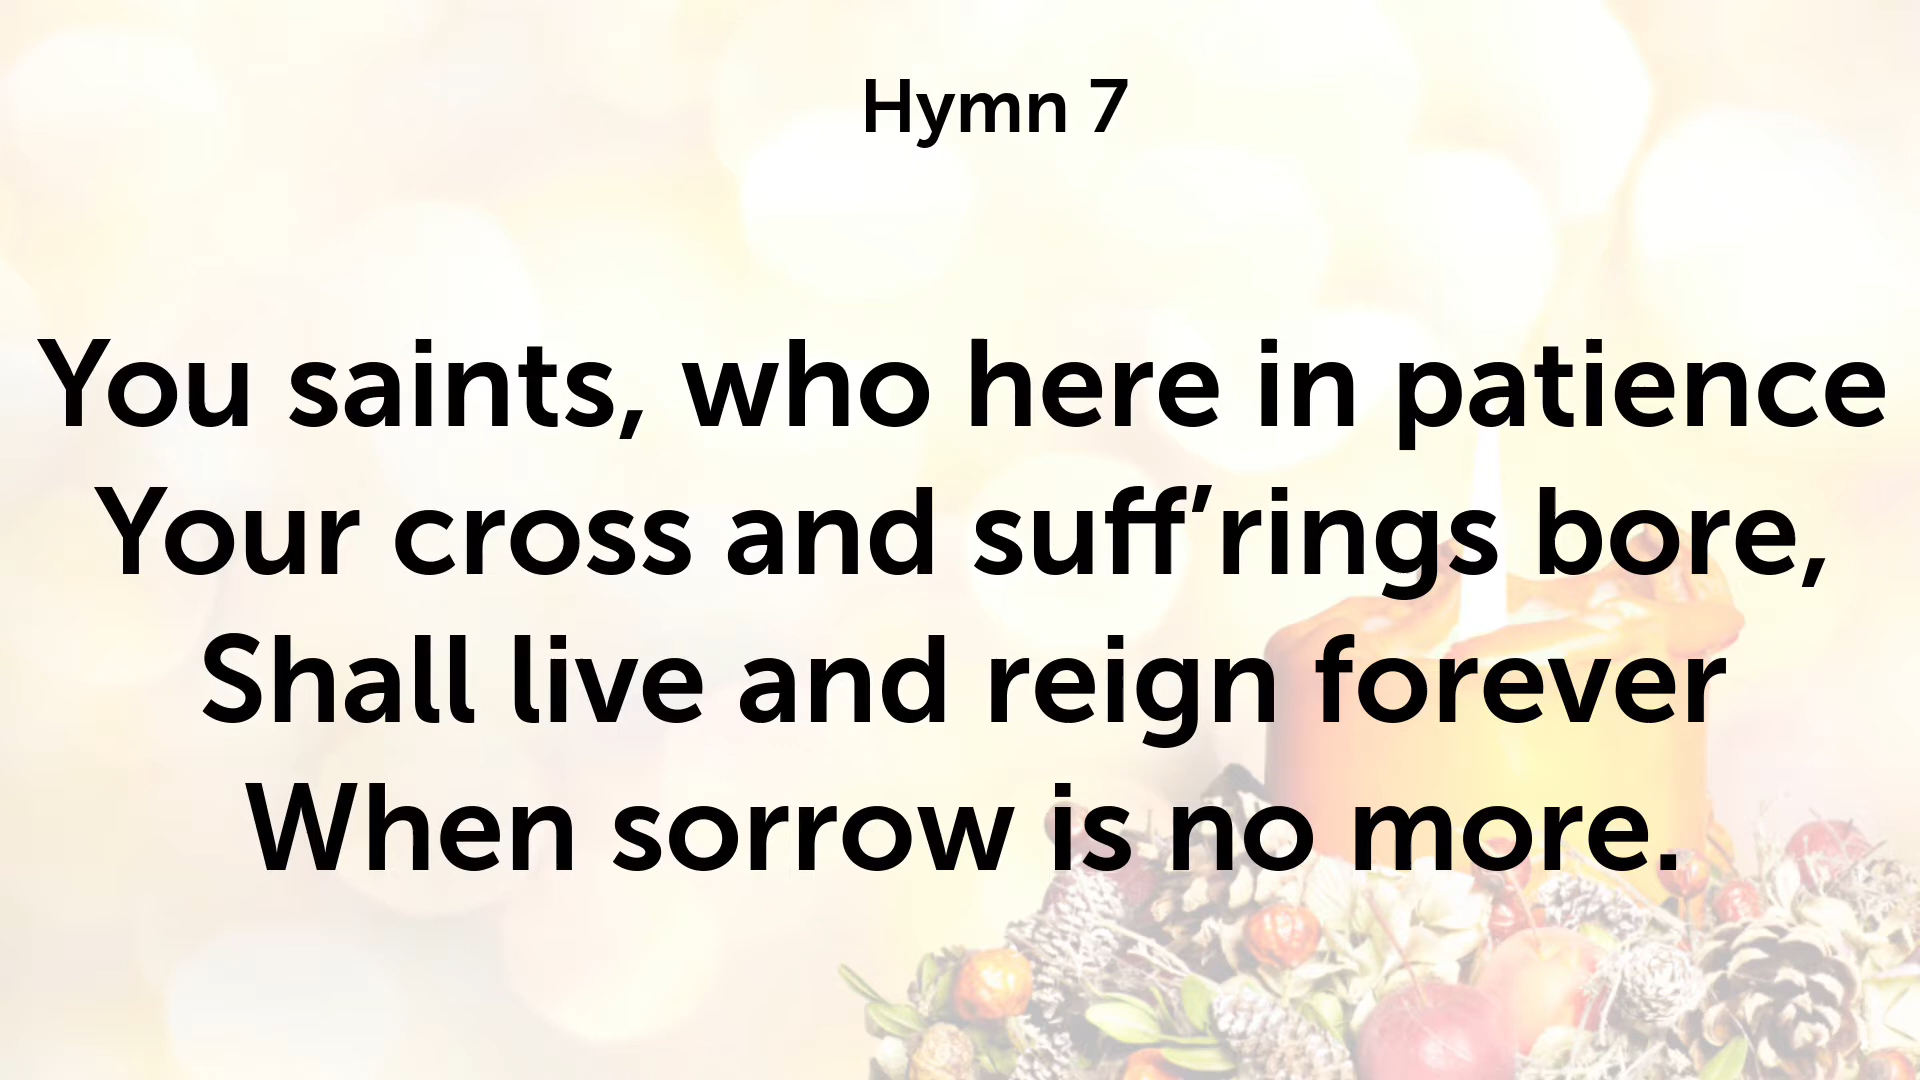 Hymn 7
You saints, who here in patience
Your cross and suff’rings bore,
Shall live and reign forever
When sorrow is no more.